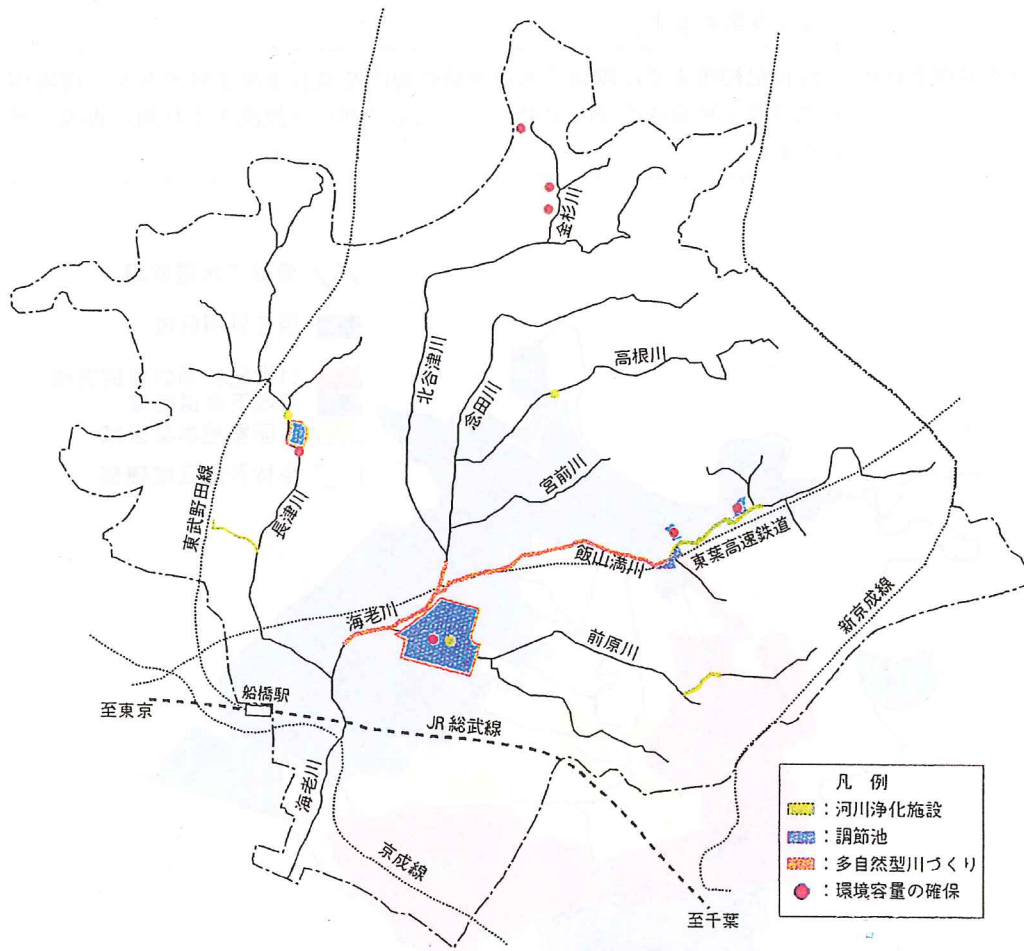 金杉川
北谷津川
念田川
高根川
宮前川
東武野田線
長津川
飯山満川
東葉高速鉄道
海老川
前原川
新京成線
船橋駅
至東京
JR 総武線
海老川
京成線
至千葉
凡 例
：河川浄化施設
：調節池
：多自然型川づくり
：環境容量の確保